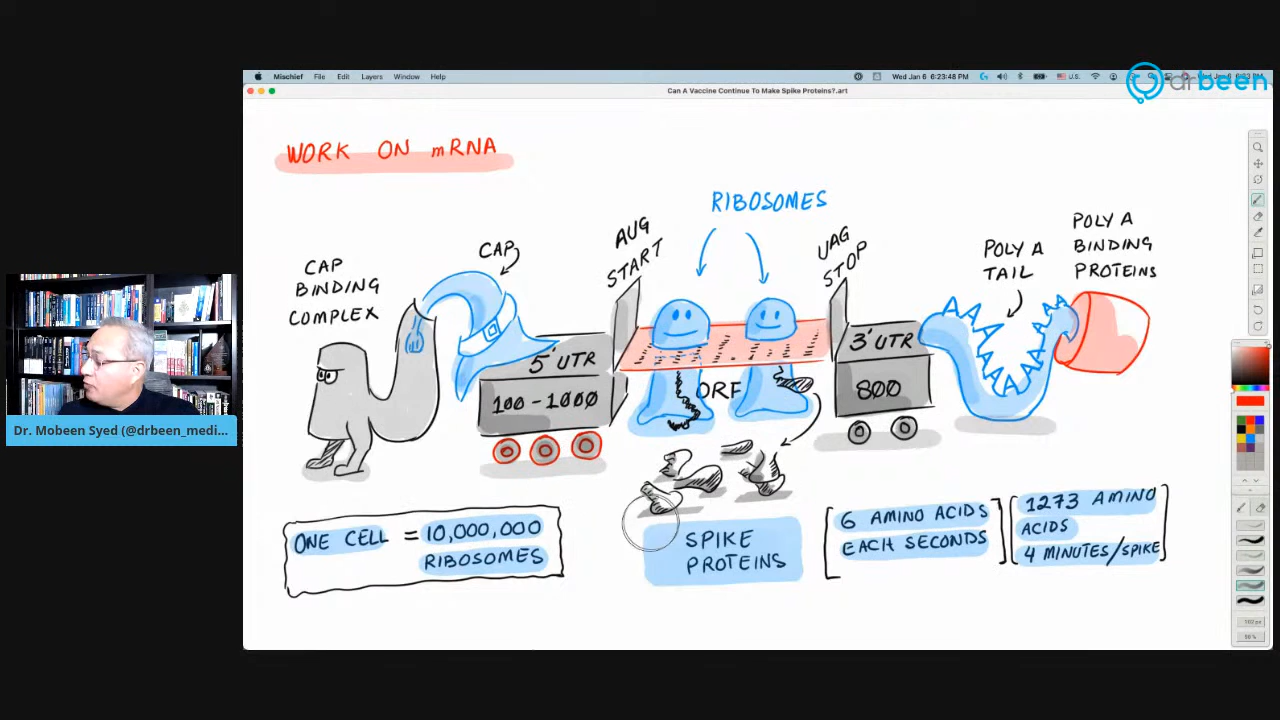 Mischief File Edit Layers Window Help
U.S.
Wed Jan 6 6:23:48 PM
drbeen
Can A Vaccine Continue To Make Spike Proteins?.art
WORK ON mRNA
RIBOSOMES
CAP
BINDING
COMPLEX
CAP
AUG
START
UAG
STOP
POLY A
TAIL
POLY A
BINDING
PROTEINS
5' UTR
100-1000
ORF
3' UTR
800
Dr. Mobeen Syed (@drbeen_medi...
ONE CELL = 10,000,000
RIBOSOMES
SPIKE
PROTEINS
6 AMINO ACIDS
EACH SECONDS
1273 AMINO
ACIDS
4 MINUTES/SPIKE